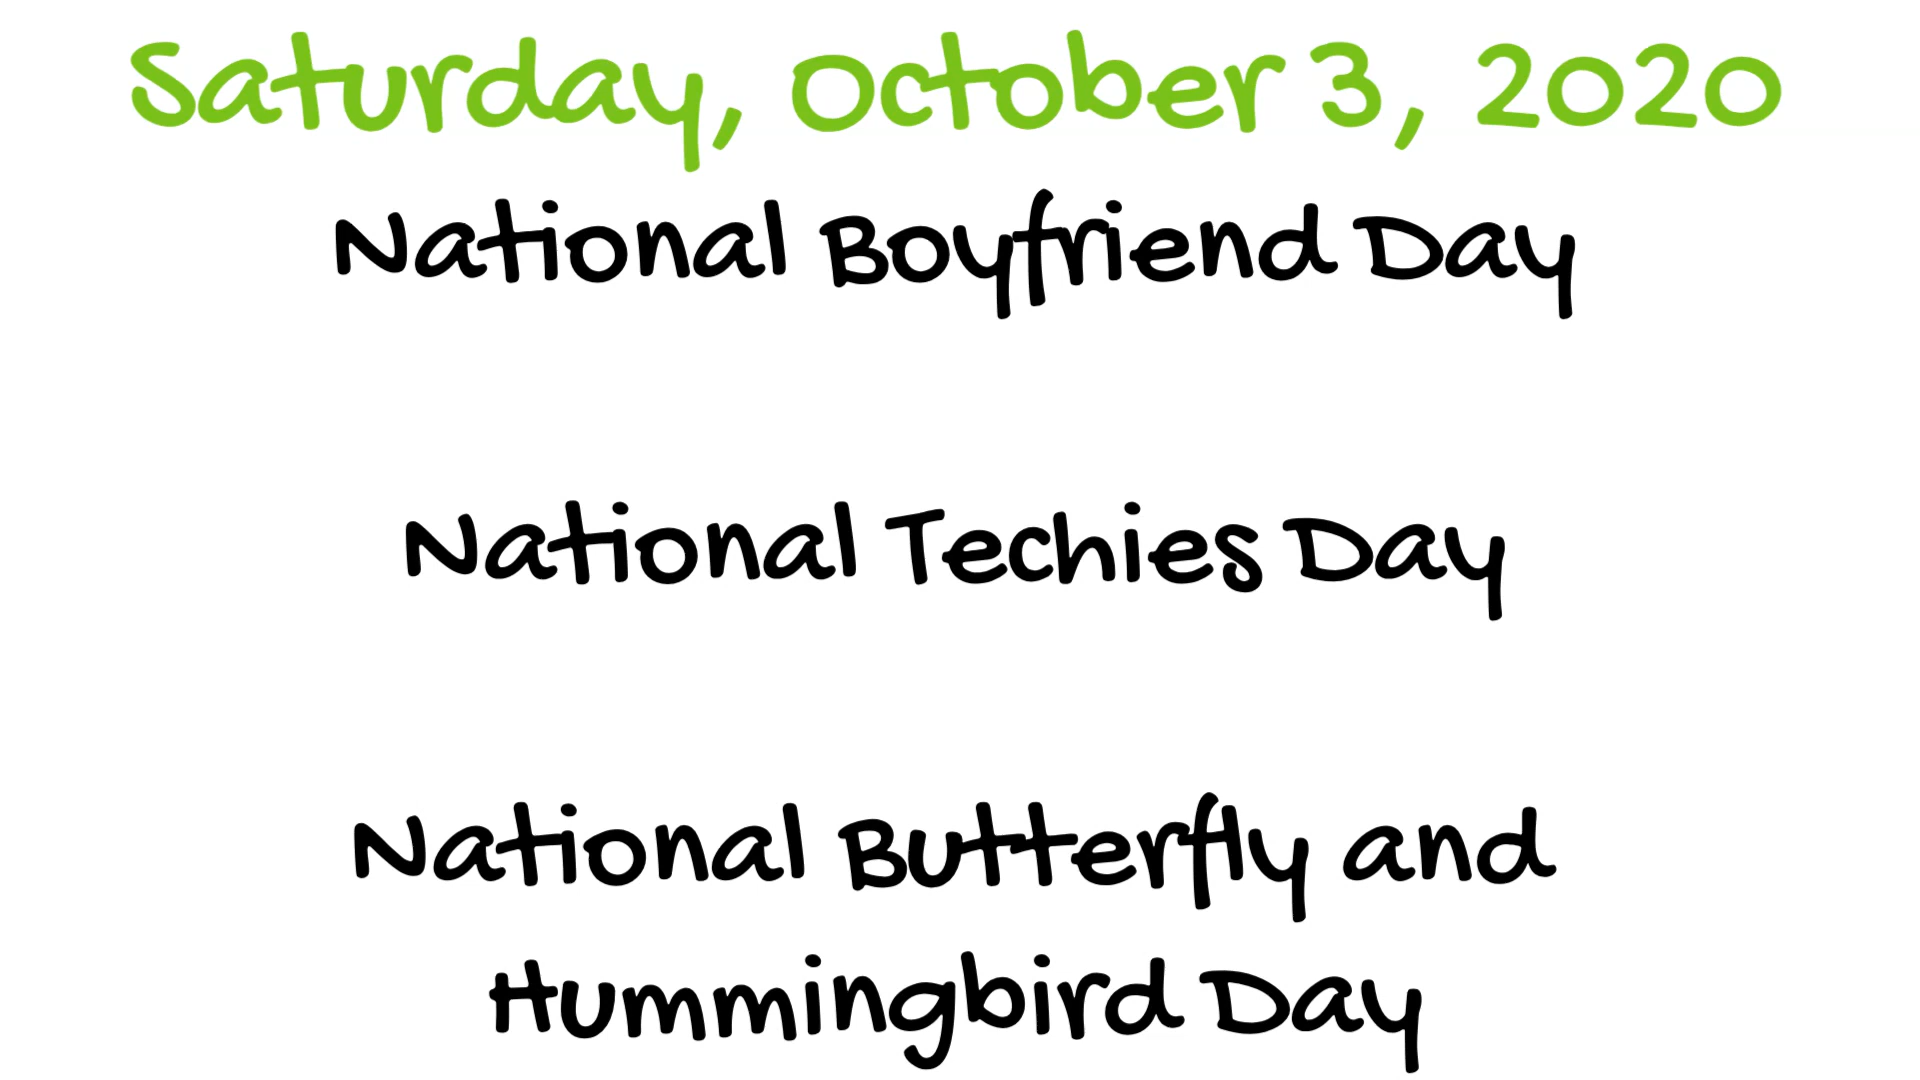 Saturday, October 3, 2020
National Boyfriend Day
National Techies Day
National Butterfly and
Hummingbird Day